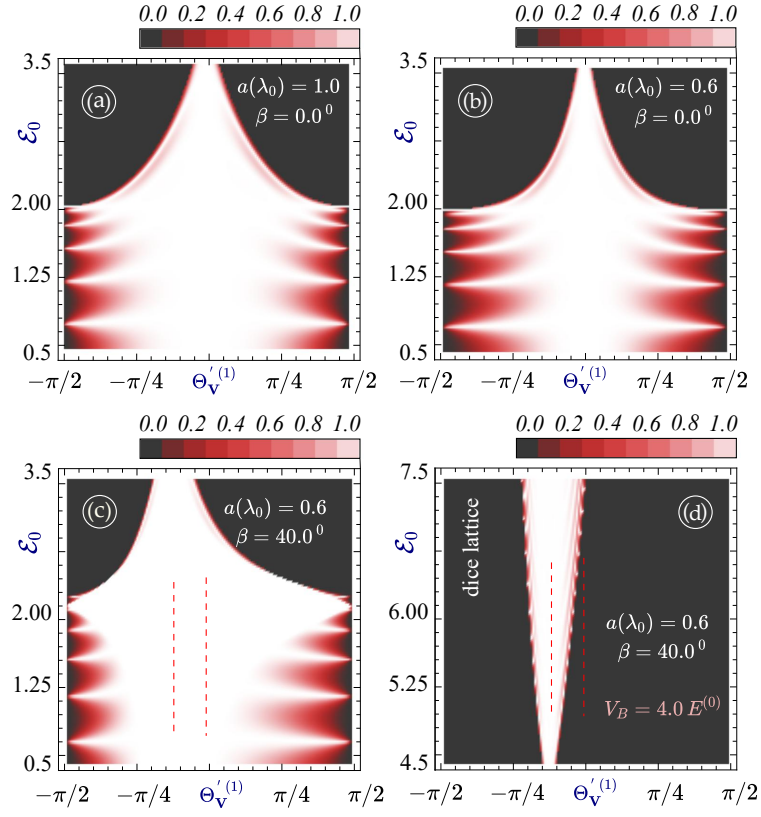 0.0 0.2 0.4 0.6 0.8 1.0
3.5
(a)
a(λ₀) = 1.0
β = 0.0⁰
ℰ₀
2.00
1.25
0.5
−π/2 −π/4 Θ′ᵥ⁽¹⁾ π/4 π/2
0.0 0.2 0.4 0.6 0.8 1.0
3.5
(b)
a(λ₀) = 0.6
β = 0.0⁰
ℰ₀
2.00
1.25
0.5
−π/2 −π/4 Θ′ᵥ⁽¹⁾ π/4 π/2
0.0 0.2 0.4 0.6 0.8 1.0
3.5
(c)
a(λ₀) = 0.6
β = 40.0⁰
ℰ₀
2.00
1.25
0.5
−π/2 −π/4 Θ′ᵥ⁽¹⁾ π/4 π/2
0.0 0.2 0.4 0.6 0.8 1.0
7.5
(d)
dice lattice
ℰ₀
6.00
a(λ₀) = 0.6
β = 40.0⁰
5.25
V_B = 4.0 E⁽⁰⁾
4.5
−π/2 −π/4 Θ′ᵥ⁽¹⁾ π/4 π/2